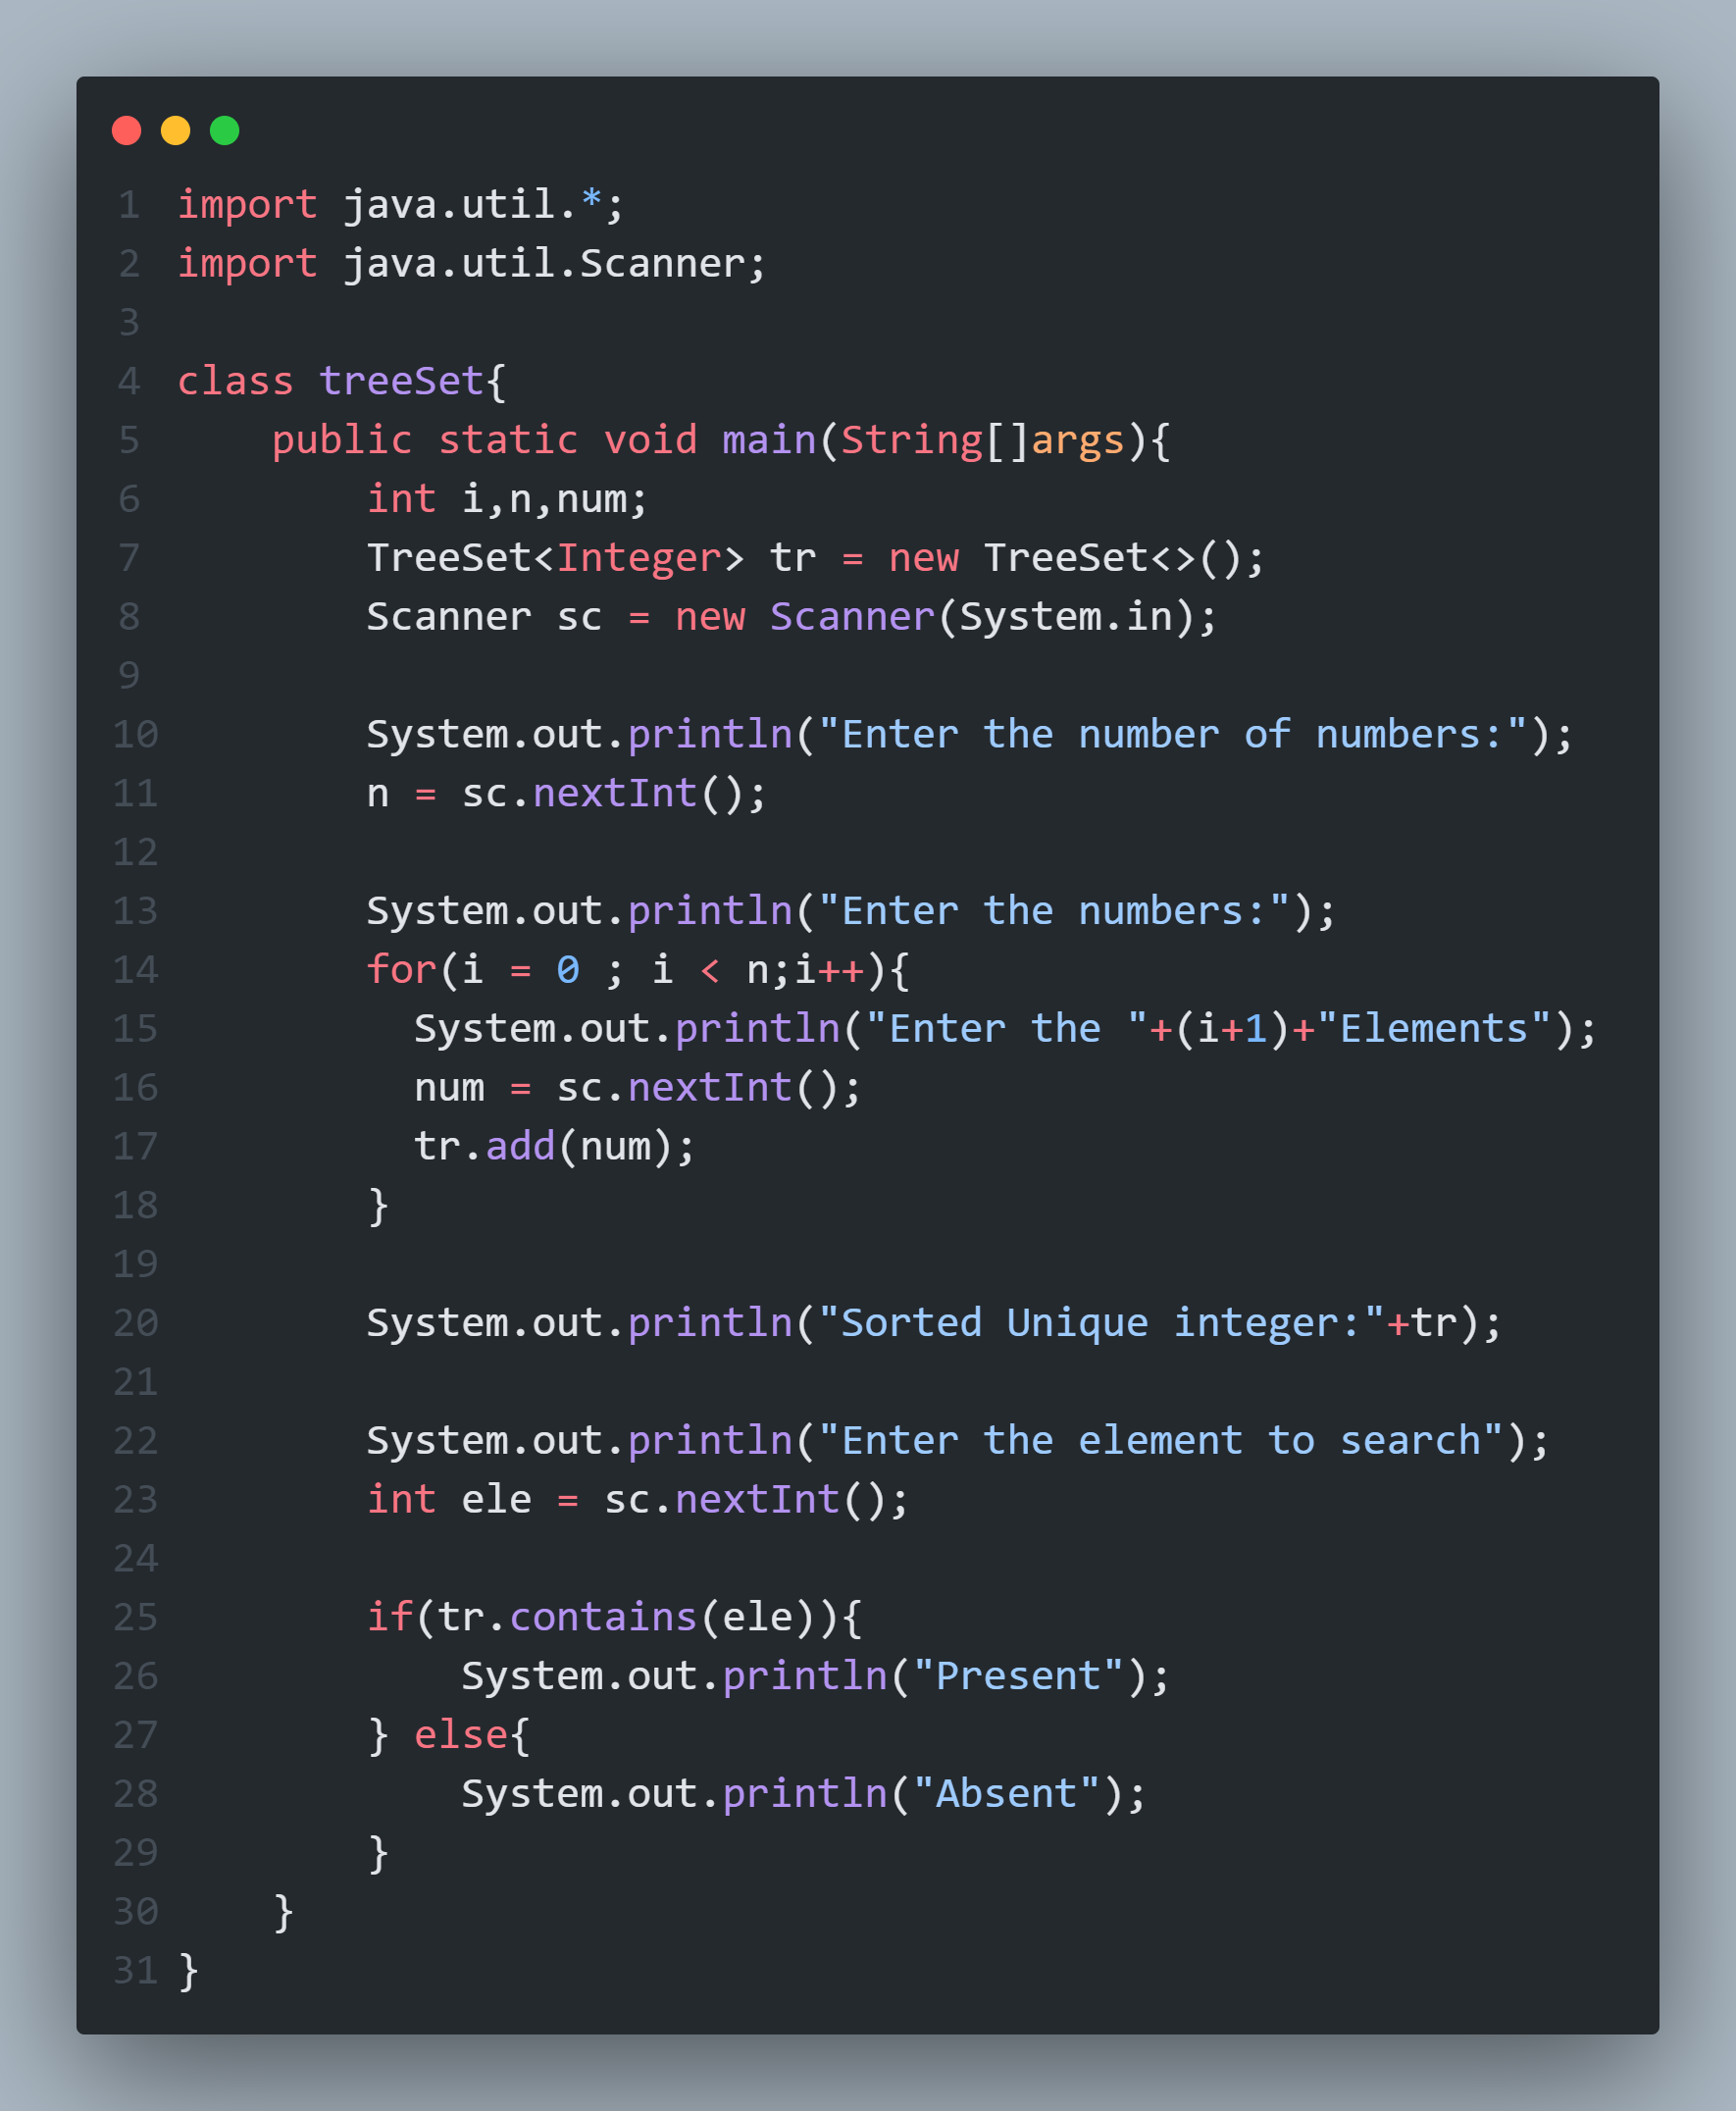 1 import java.util.*;
2 import java.util.Scanner;
3
4 class treeSet{
5     public static void main(String[]args){
6         int i,n,num;
7         TreeSet<Integer> tr = new TreeSet<>();
8         Scanner sc = new Scanner(System.in);
9
10         System.out.println("Enter the number of numbers:");
11         n = sc.nextInt();
12
13         System.out.println("Enter the numbers:");
14         for(i = 0 ; i < n;i++){
15           System.out.println("Enter the "+(i+1)+"Elements");
16           num = sc.nextInt();
17           tr.add(num);
18         }
19
20         System.out.println("Sorted Unique integer:"+tr);
21
22         System.out.println("Enter the element to search");
23         int ele = sc.nextInt();
24
25         if(tr.contains(ele)){
26             System.out.println("Present");
27         } else{
28             System.out.println("Absent");
29         }
30     }
31 }